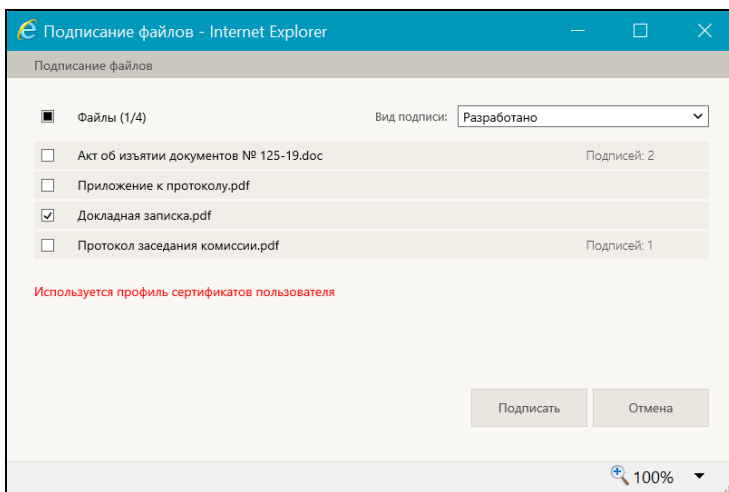 Подписание файлов - Internet Explorer
Подписание файлов
Файлы (1/4) Вид подписи: Разработано
Акт об изъятии документов № 125-19.doc Подписей: 2
Приложение к протоколу.pdf
Докладная записка.pdf
Протокол заседания комиссии.pdf Подписей: 1
Используется профиль сертификатов пользователя
Подписать Отмена
100%